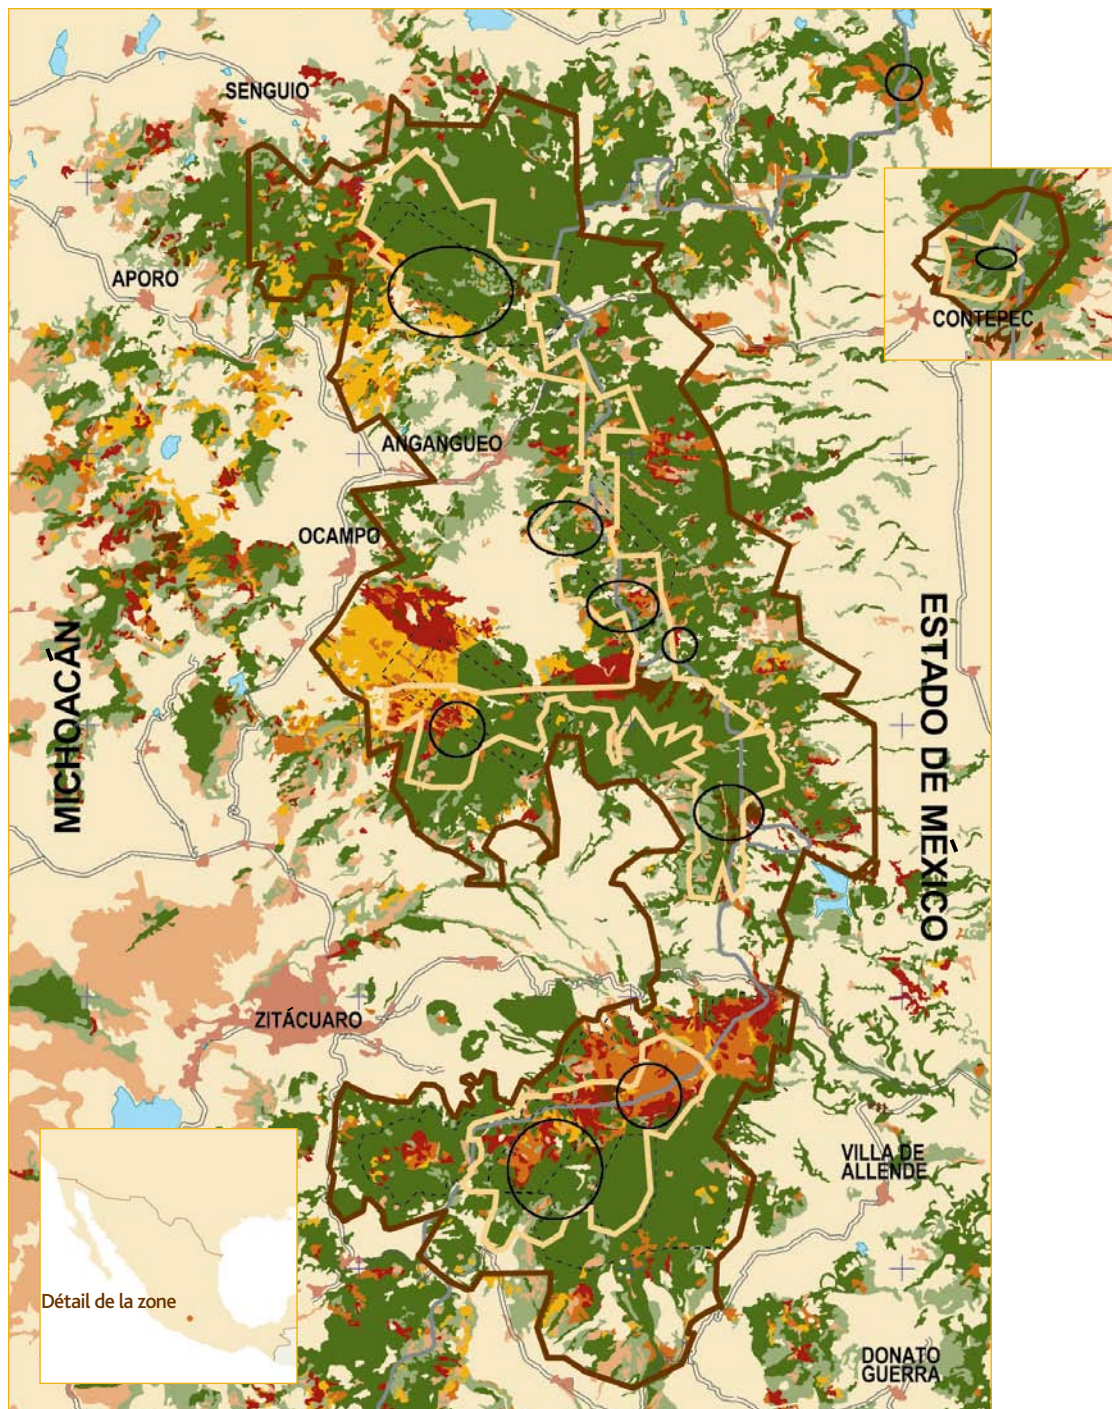 SENGUIO
APORO
CONTEPEC
ANGANGUEO
OCAMPO
MICHOACÁN
ESTADO DE MÉXICO
ZITÁCUARO
VILLA DE
ALLENDE
Détail de la zone
DONATO
GUERRA